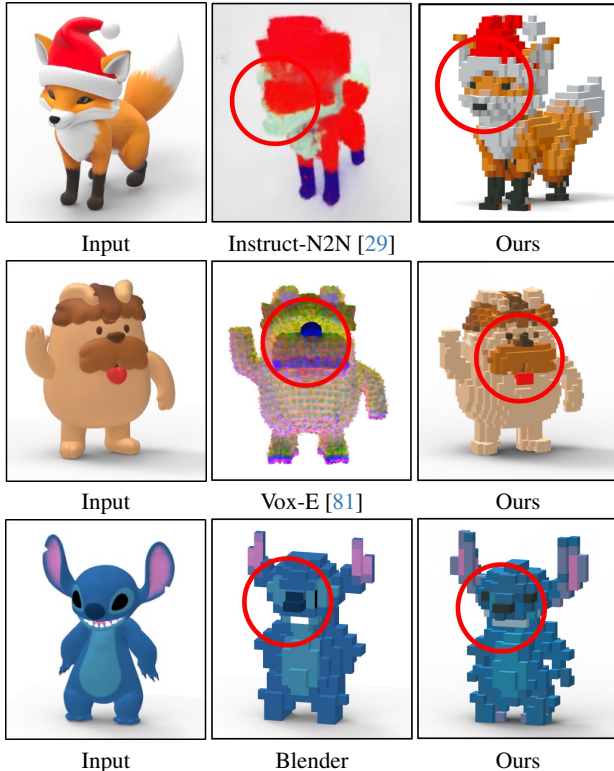 Input Instruct-N2N [29] Ours
Input Vox-E [81] Ours
Input Blender Ours